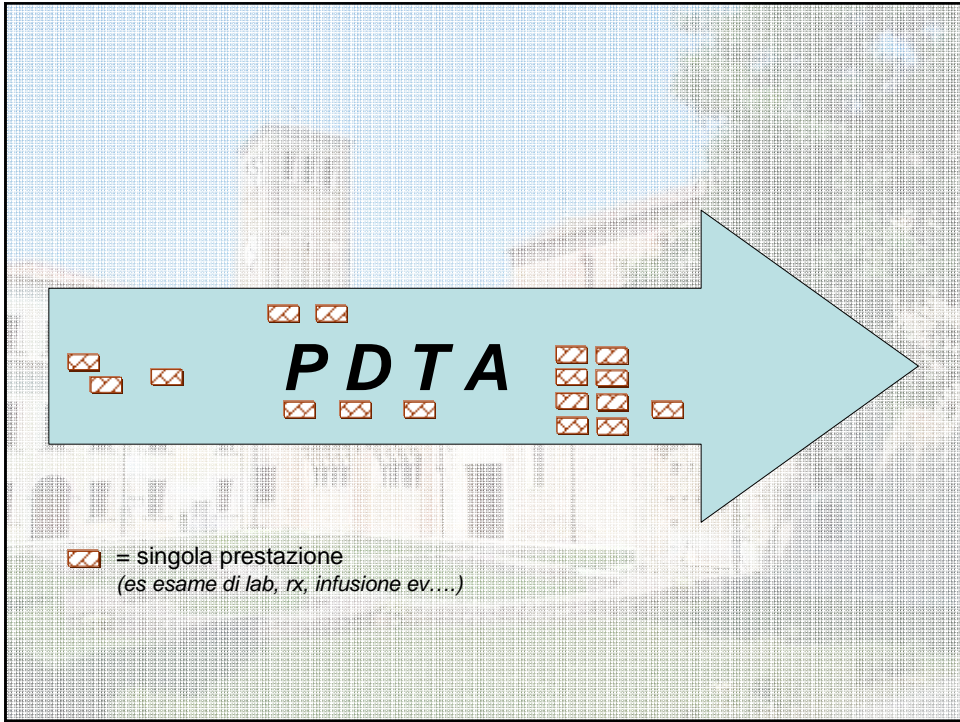 P D T A
= singola prestazione
(es esame di lab, rx, infusione ev….)